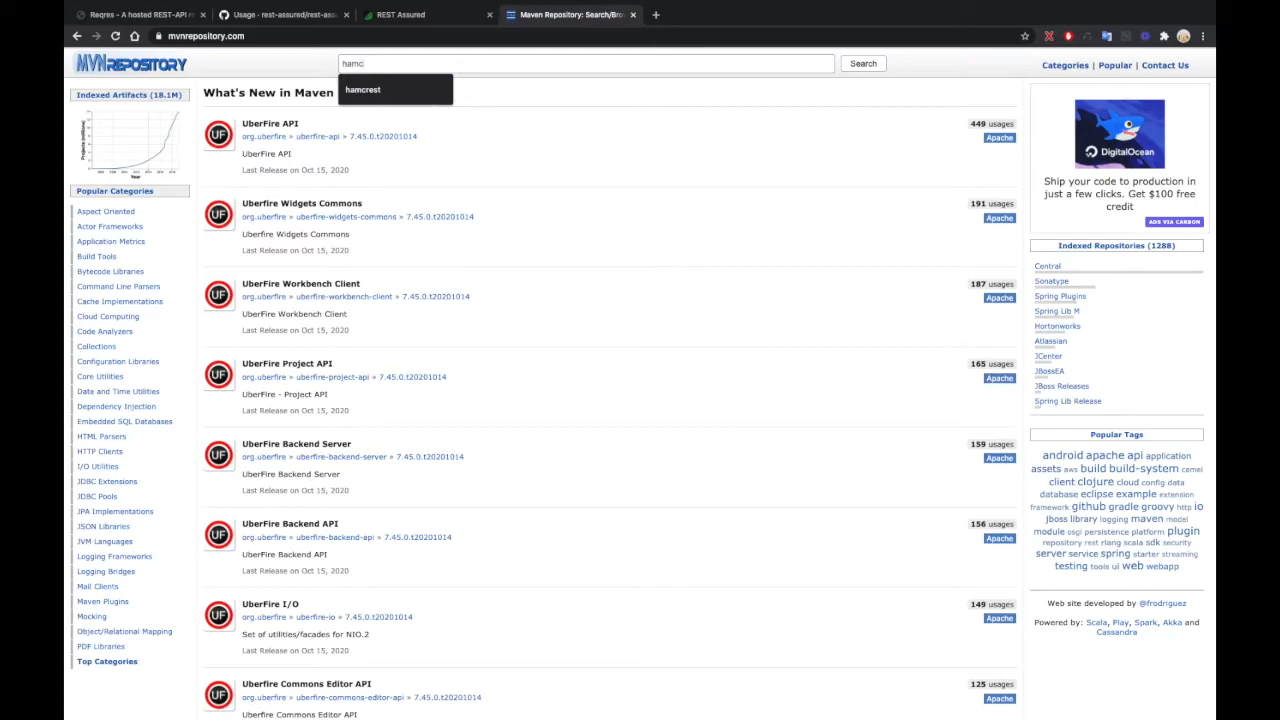 Reqres - A hosted REST-API r
Usage · rest-assured/rest-ass
REST Assured
Maven Repository: Search/Bro
mvnrepository.com
MVNREPOSITORY
hamc
Search
Categories | Popular | Contact Us
hamcrest
Indexed Artifacts (18.1M)
Projects (millions)
Year
Popular Categories
Aspect Oriented
Actor Frameworks
Application Metrics
Build Tools
Bytecode Libraries
Command Line Parsers
Cache Implementations
Cloud Computing
Code Analyzers
Collections
Configuration Libraries
Core Utilities
Date and Time Utilities
Dependency Injection
Embedded SQL Databases
HTML Parsers
HTTP Clients
I/O Utilities
JDBC Extensions
JDBC Pools
JPA Implementations
JSON Libraries
JVM Languages
Logging Frameworks
Logging Bridges
Mail Clients
Maven Plugins
Mocking
Object/Relational Mapping
PDF Libraries
Top Categories
What's New in Maven
UberFire API
449 usages
org.uberfire » uberfire-api » 7.45.0.t20201014
Apache
UberFire API
Last Release on Oct 15, 2020
Uberfire Widgets Commons
191 usages
org.uberfire » uberfire-widgets-commons » 7.45.0.t20201014
Apache
Uberfire Widgets Commons
Last Release on Oct 15, 2020
UberFire Workbench Client
187 usages
org.uberfire » uberfire-workbench-client » 7.45.0.t20201014
Apache
UberFire Workbench Client
Last Release on Oct 15, 2020
UberFire Project API
165 usages
org.uberfire » uberfire-project-api » 7.45.0.t20201014
Apache
UberFire - Project API
Last Release on Oct 15, 2020
UberFire Backend Server
159 usages
org.uberfire » uberfire-backend-server » 7.45.0.t20201014
Apache
UberFire Backend Server
Last Release on Oct 15, 2020
UberFire Backend API
156 usages
org.uberfire » uberfire-backend-api » 7.45.0.t20201014
Apache
UberFire Backend API
Last Release on Oct 15, 2020
UberFire I/O
149 usages
org.uberfire » uberfire-io » 7.45.0.t20201014
Apache
Set of utilities/facades for NIO.2
Last Release on Oct 15, 2020
UberFire Commons Editor API
125 usages
org.uberfire » uberfire-commons-editor-api » 7.45.0.t20201014
Apache
UberFire Commons Editor API
DigitalOcean
Ship your code to production in
just a few clicks. Get $100 free
credit
ADS VIA CARBON
Indexed Repositories (1288)
Central
Sonatype
Spring Plugins
Spring Lib M
Hortonworks
Atlassian
JCenter
JBossEA
JBoss Releases
Spring Lib Release
Popular Tags
android apache api application
assets aws build build-system camel
client clojure cloud config data
database eclipse example extension
framework github gradle groovy http io
jboss library logging maven model
module osgi persistence platform plugin
repository rest rlang scala sdk security
server service spring starter streaming
testing tools ui web webapp
Web site developed by @frodriguez
Powered by: Scala, Play, Spark, Akka and
Cassandra